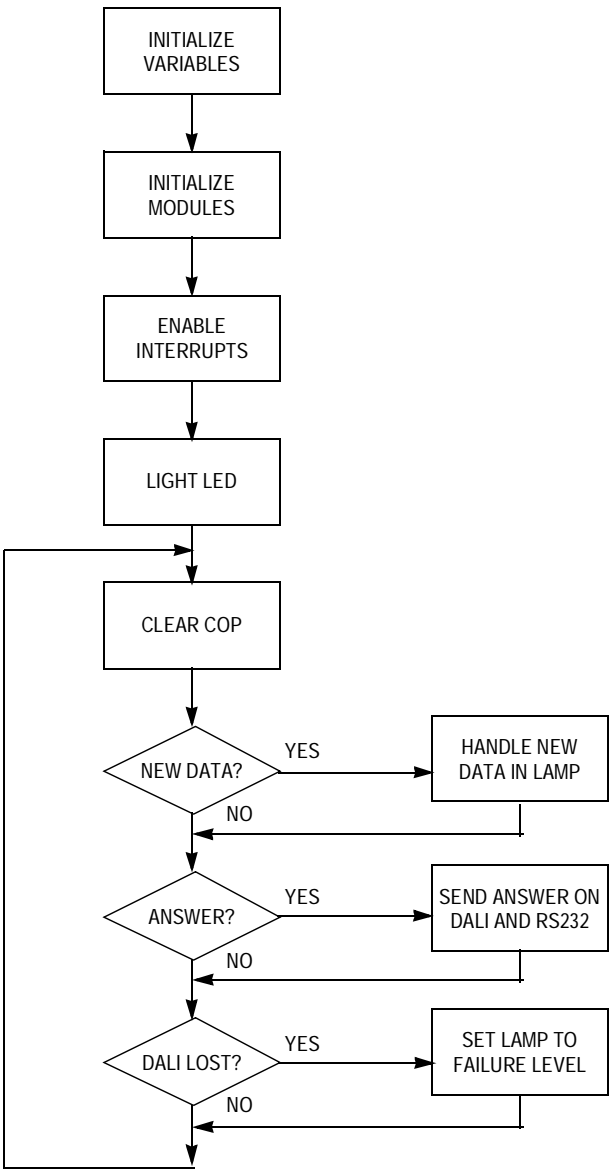 INITIALIZE
VARIABLES
INITIALIZE
MODULES
ENABLE
INTERRUPTS
LIGHT LED
CLEAR COP
NEW DATA?
YES
HANDLE NEW
DATA IN LAMP
NO
ANSWER?
YES
SEND ANSWER ON
DALI AND RS232
NO
DALI LOST?
YES
SET LAMP TO
FAILURE LEVEL
NO